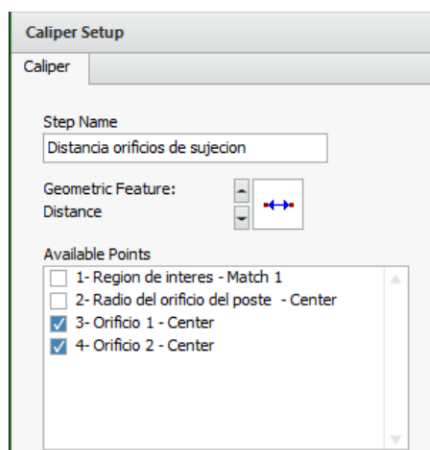 Caliper Setup
Caliper
Step Name
Distancia orificios de sujecion
Geometric Feature:
Distance
Available Points
1- Region de interes - Match 1
2- Radio del orificio del poste - Center
3- Orificio 1 - Center
4- Orificio 2 - Center